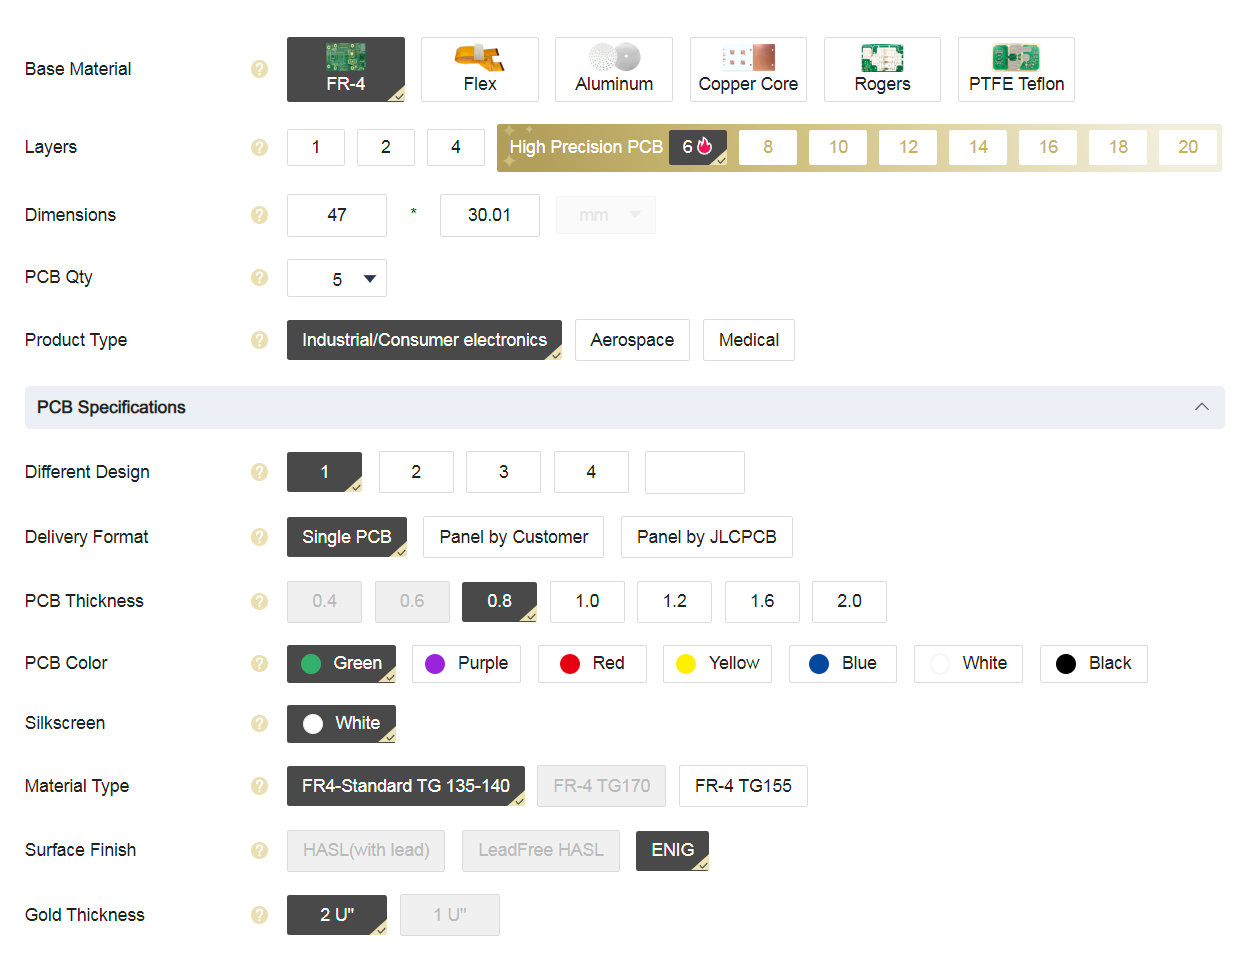 Base Material ? FR-4 Flex Aluminum Copper Core Rogers PTFE Teflon
Layers ? 1 2 4 High Precision PCB 6 8 10 12 14 16 18 20
Dimensions ? 47 * 30.01 mm
PCB Qty ? 5
Product Type ? Industrial/Consumer electronics Aerospace Medical
PCB Specifications
Different Design ? 1 2 3 4
Delivery Format ? Single PCB Panel by Customer Panel by JLCPCB
PCB Thickness ? 0.4 0.6 0.8 1.0 1.2 1.6 2.0
PCB Color ? Green Purple Red Yellow Blue White Black
Silkscreen ? White
Material Type ? FR4-Standard TG 135-140 FR-4 TG170 FR-4 TG155
Surface Finish ? HASL(with lead) LeadFree HASL ENIG
Gold Thickness ? 2 U" 1 U"